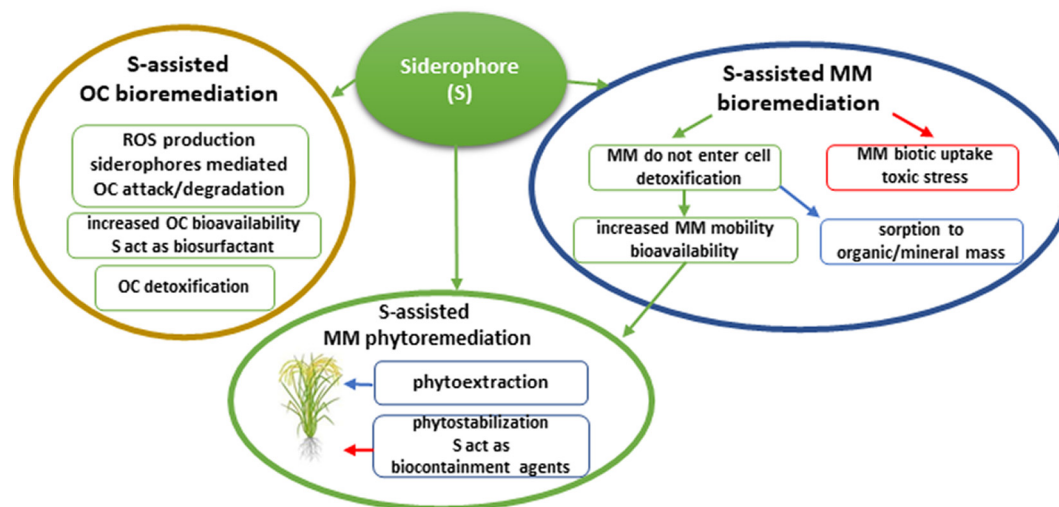 Siderophore
(S)
S-assisted
OC bioremediation
ROS production
siderophores mediated
OC attack/degradation
increased OC bioavailability
S act as biosurfactant
OC detoxification
S-assisted MM
bioremediation
MM do not enter cell
detoxification
MM biotic uptake
toxic stress
increased MM mobility
bioavailability
sorption to
organic/mineral mass
S-assisted
MM phytoremediation
phytoextraction
phytostabilization
S act as
biocontainment agents